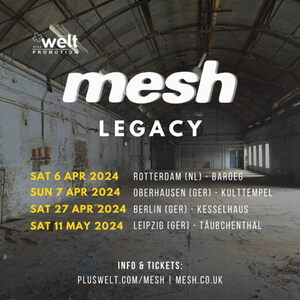 welt
PROMOTION
mesh
LEGACY
SAT 6 APR 2024 ROTTERDAM (NL) - BAROEG
SUN 7 APR 2024 OBERHAUSEN (GER) - KULTTEMPEL
SAT 27 APR 2024 BERLIN (GER) - KESSELHAUS
SAT 11 MAY 2024 LEIPZIG (GER) - TÄUBCHENTHAL
INFO & TICKETS:
PLUSWELT.COM/MESH | MESH.CO.UK